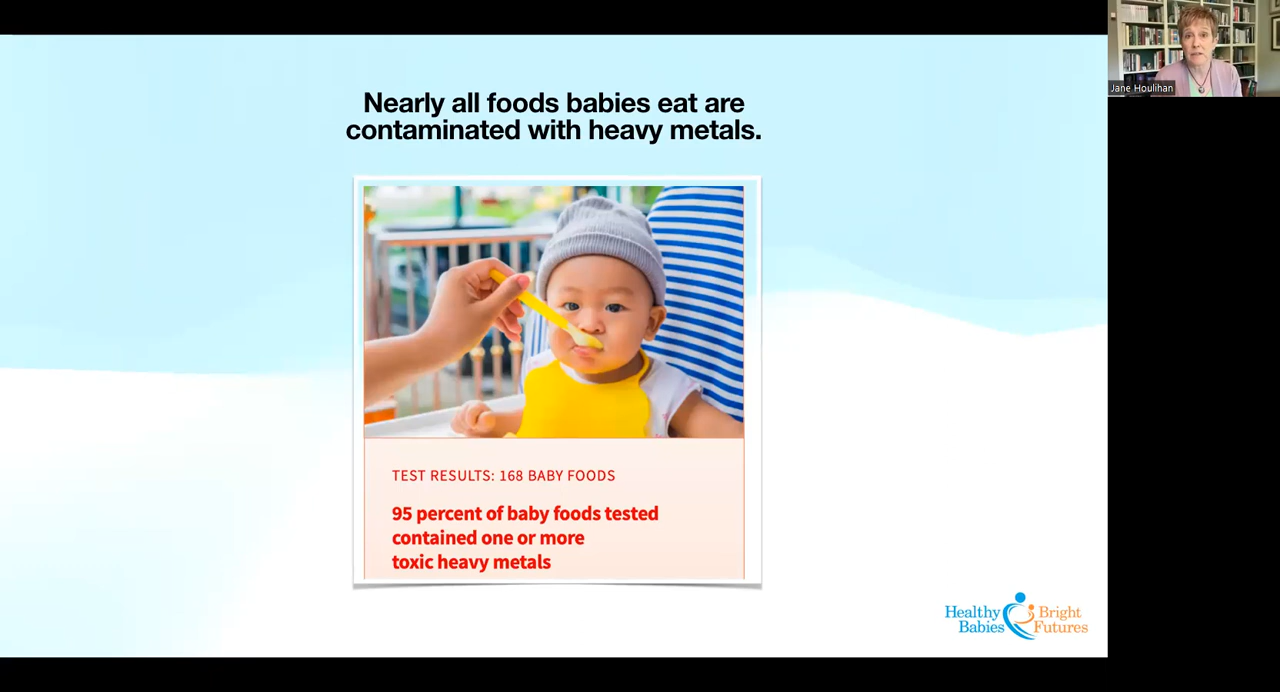 Nearly all foods babies eat are
contaminated with heavy metals.
TEST RESULTS: 168 BABY FOODS
95 percent of baby foods tested
contained one or more
toxic heavy metals
Healthy Babies
Bright Futures
Jane Houlihan